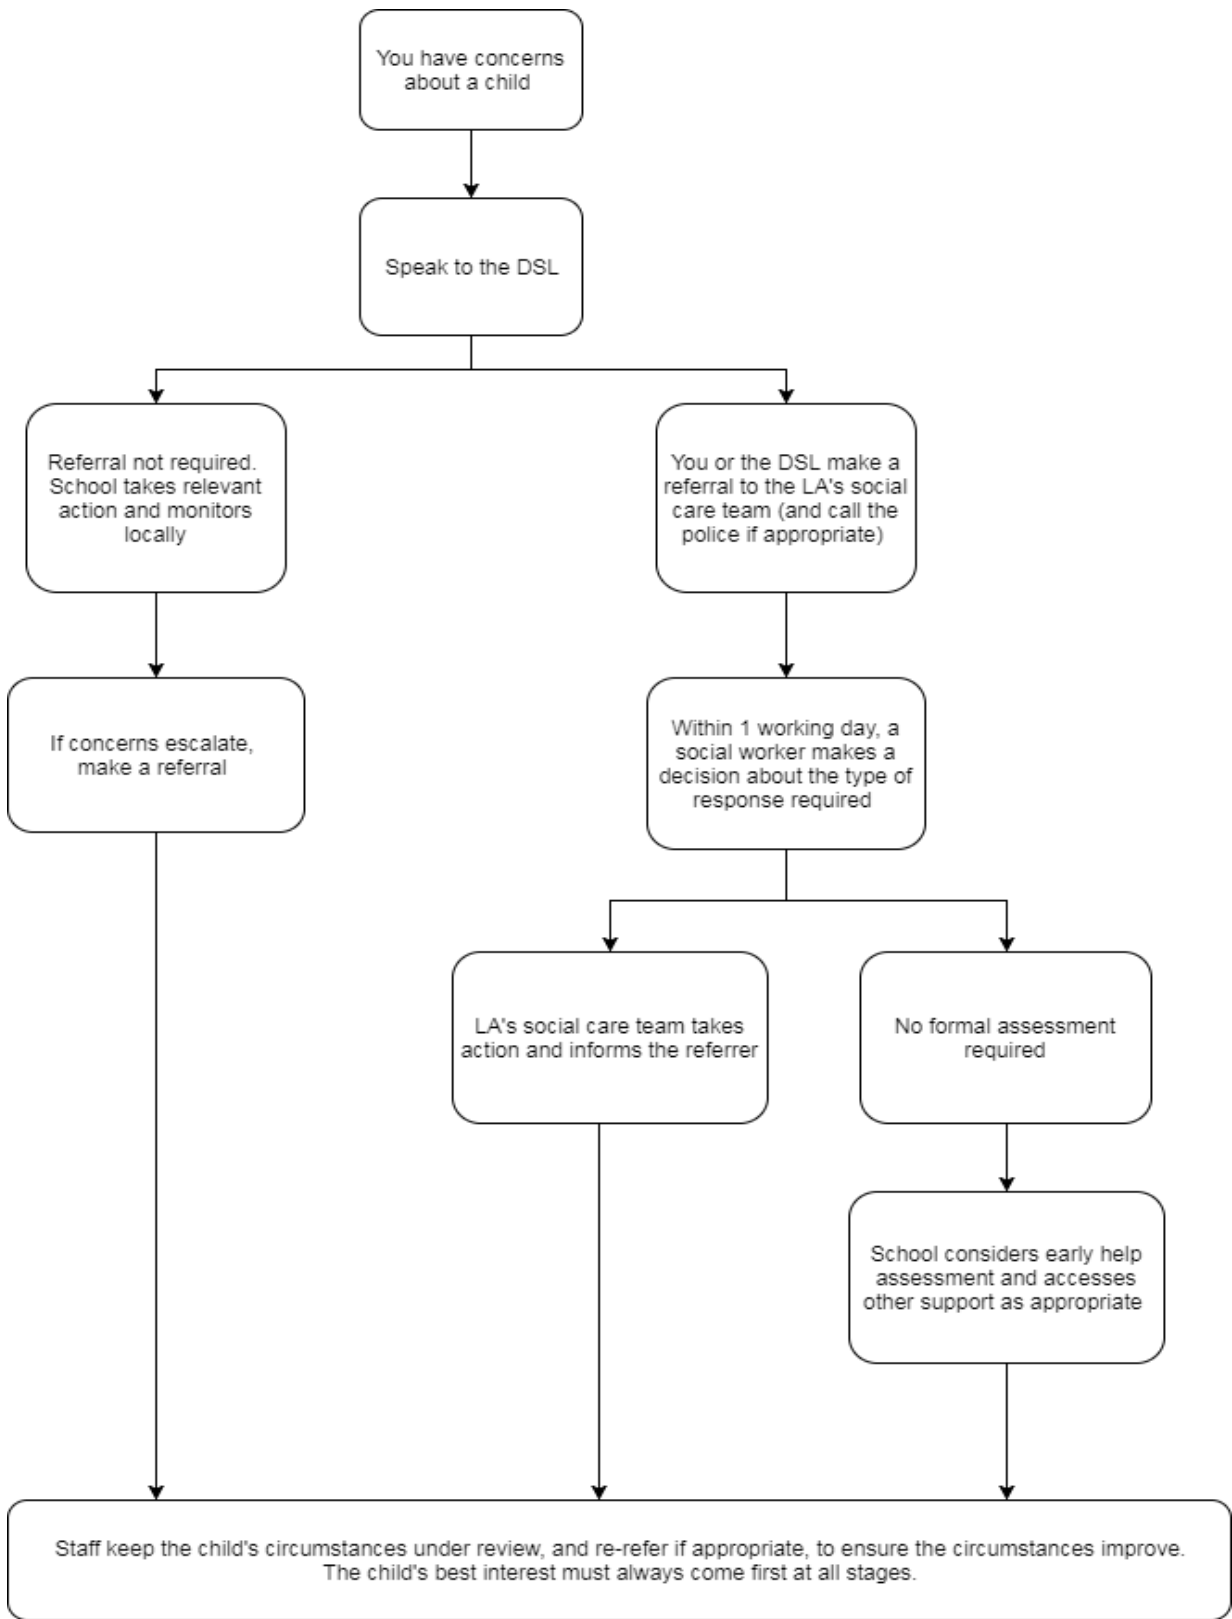 You have concerns
about a child
Speak to the DSL
Referral not required.
School takes relevant
action and monitors
locally
You or the DSL make a
referral to the LA's social
care team (and call the
police if appropriate)
If concerns escalate,
make a referral
Within 1 working day, a
social worker makes a
decision about the type of
response required
LA's social care team takes
action and informs the referrer
No formal assessment
required
School considers early help
assessment and accesses
other support as appropriate
Staff keep the child's circumstances under review, and re-refer if appropriate, to ensure the circumstances improve.
The child's best interest must always come first at all stages.